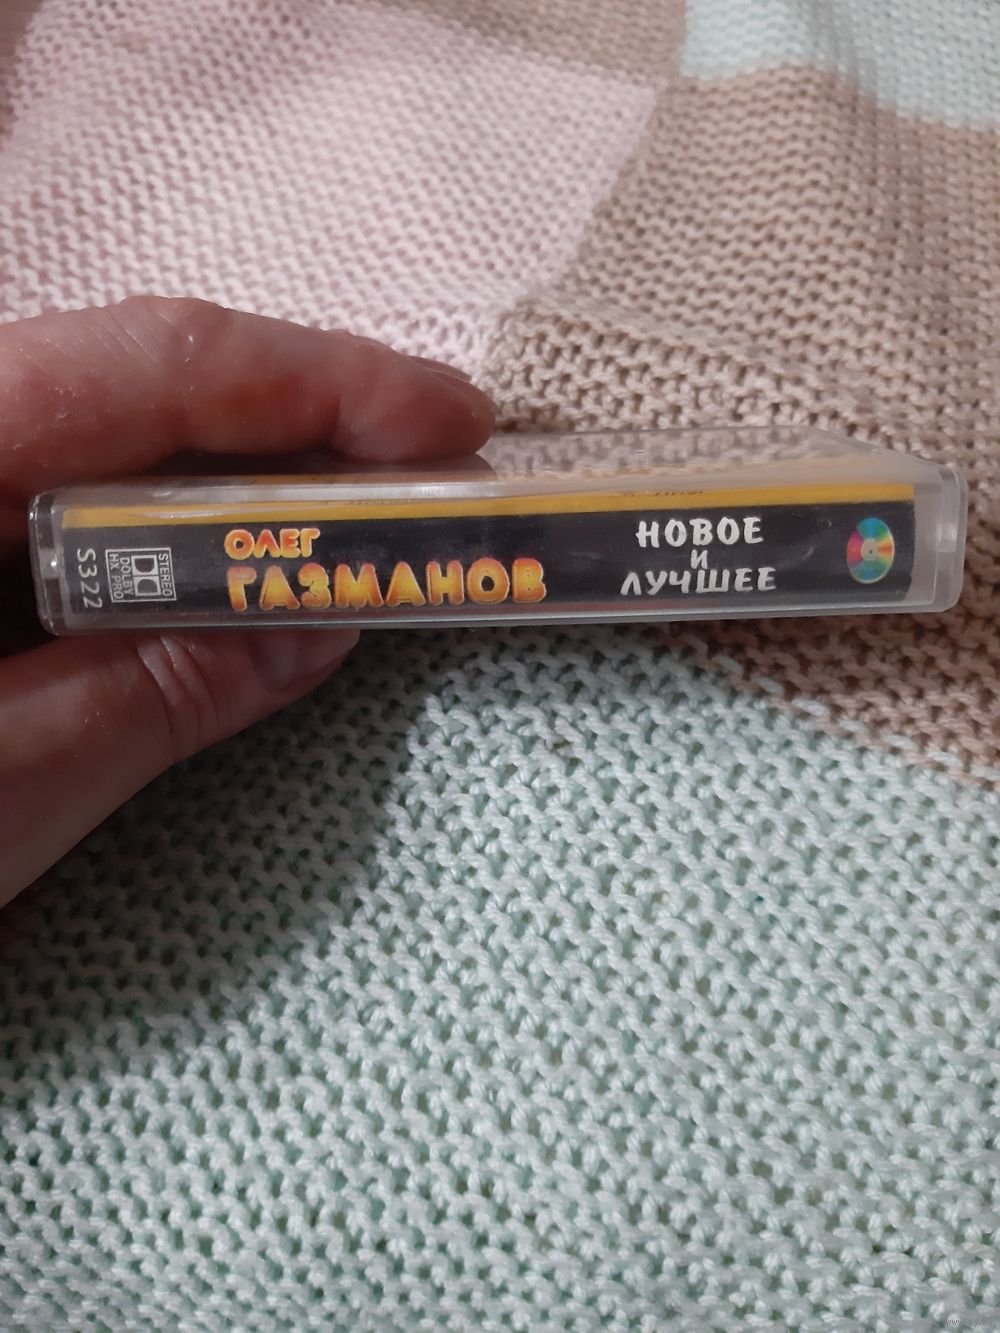 S322
STEREO
DOLBY
HX PRO
ОЛЕГ
ГАЗМАНОВ
НОВОЕ
И
ЛУЧШЕЕ